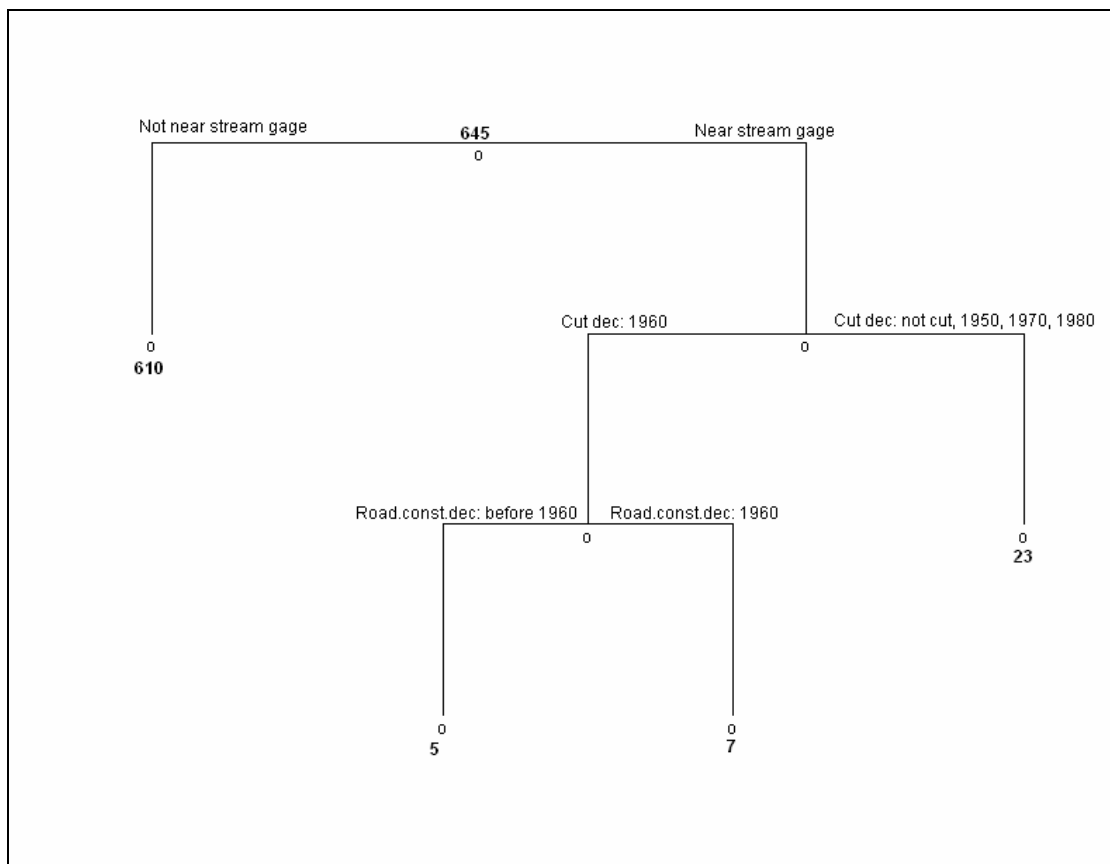 Not near stream gage
645
Near stream gage
0
Cut dec: 1960
Cut dec: not cut, 1950, 1970, 1980
0
0
610
Road.const.dec: before 1960
Road.const.dec: 1960
0
0
23
0
0
5
7